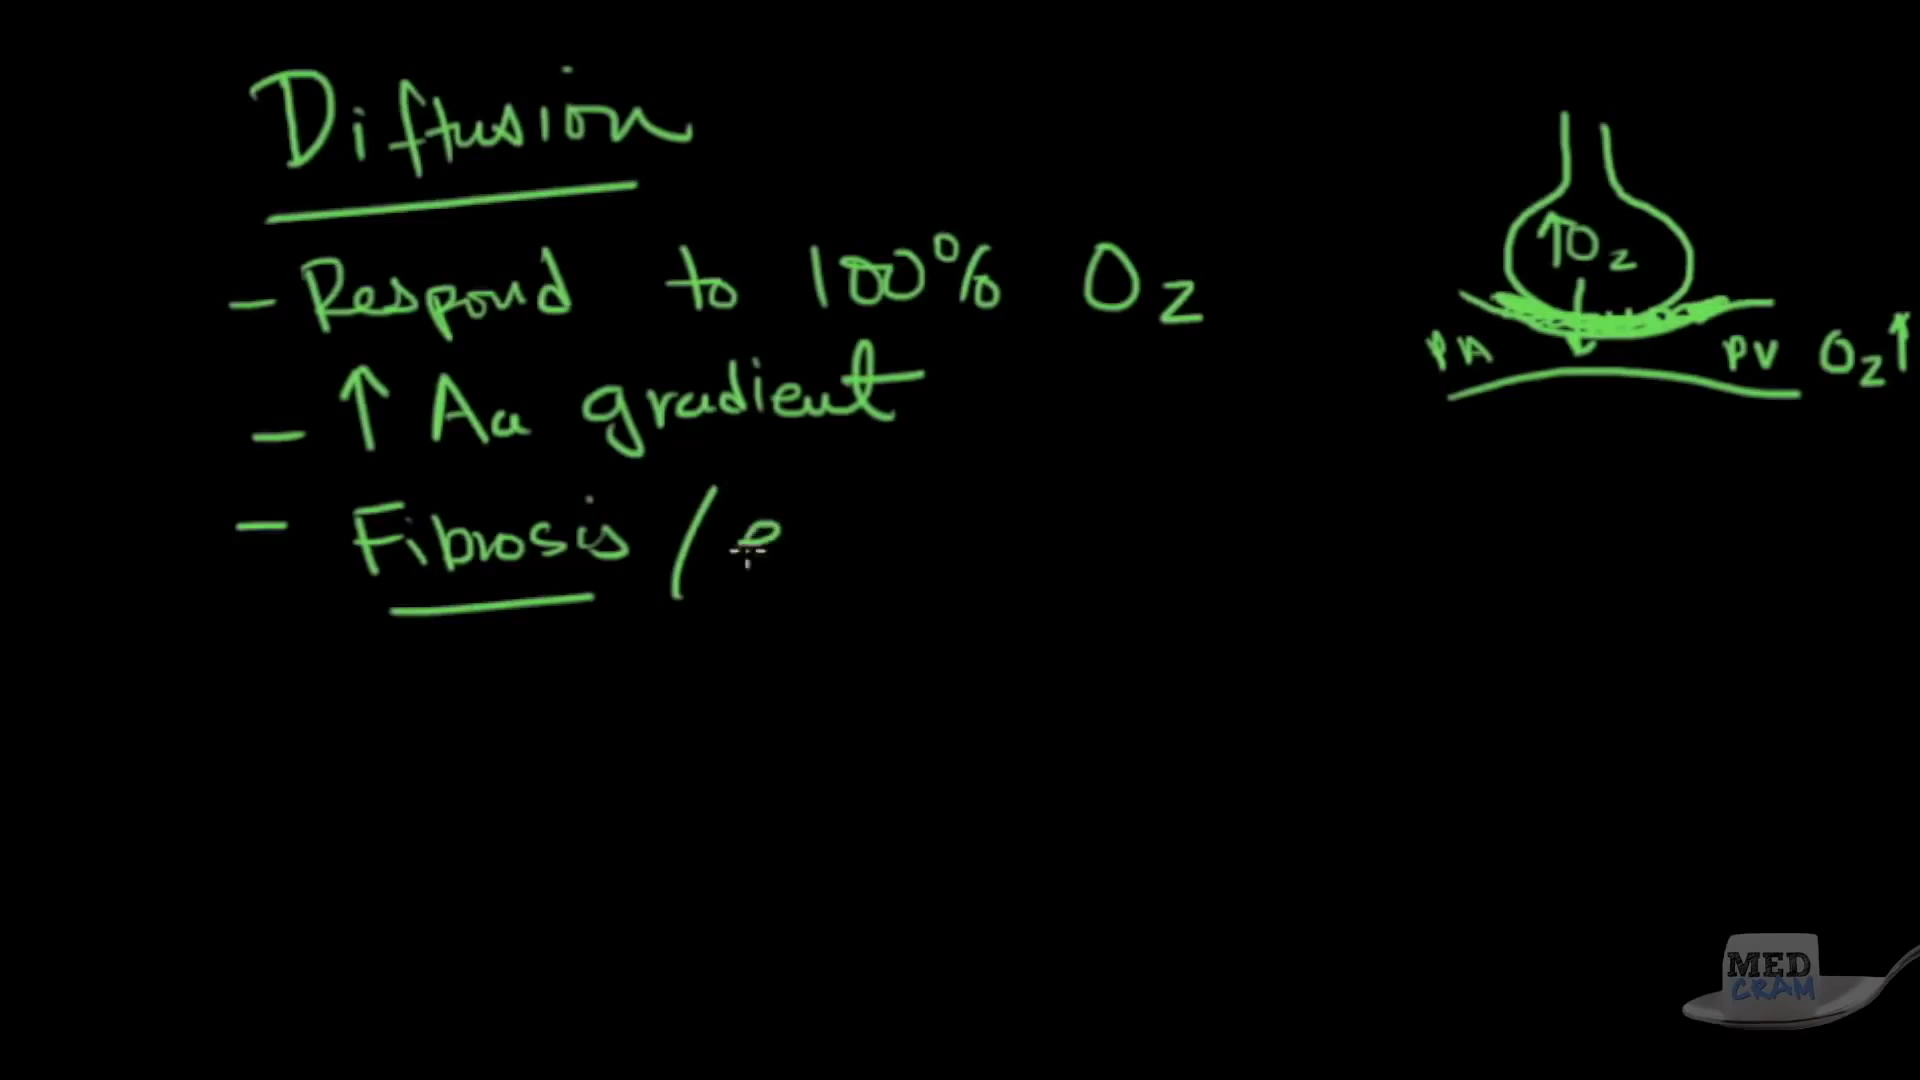 Diffusion
- Respond to 100% O2
- ↑ Aa gradient
- Fibrosis / e
↑O2
PA PV O2↑
MED
CRAM